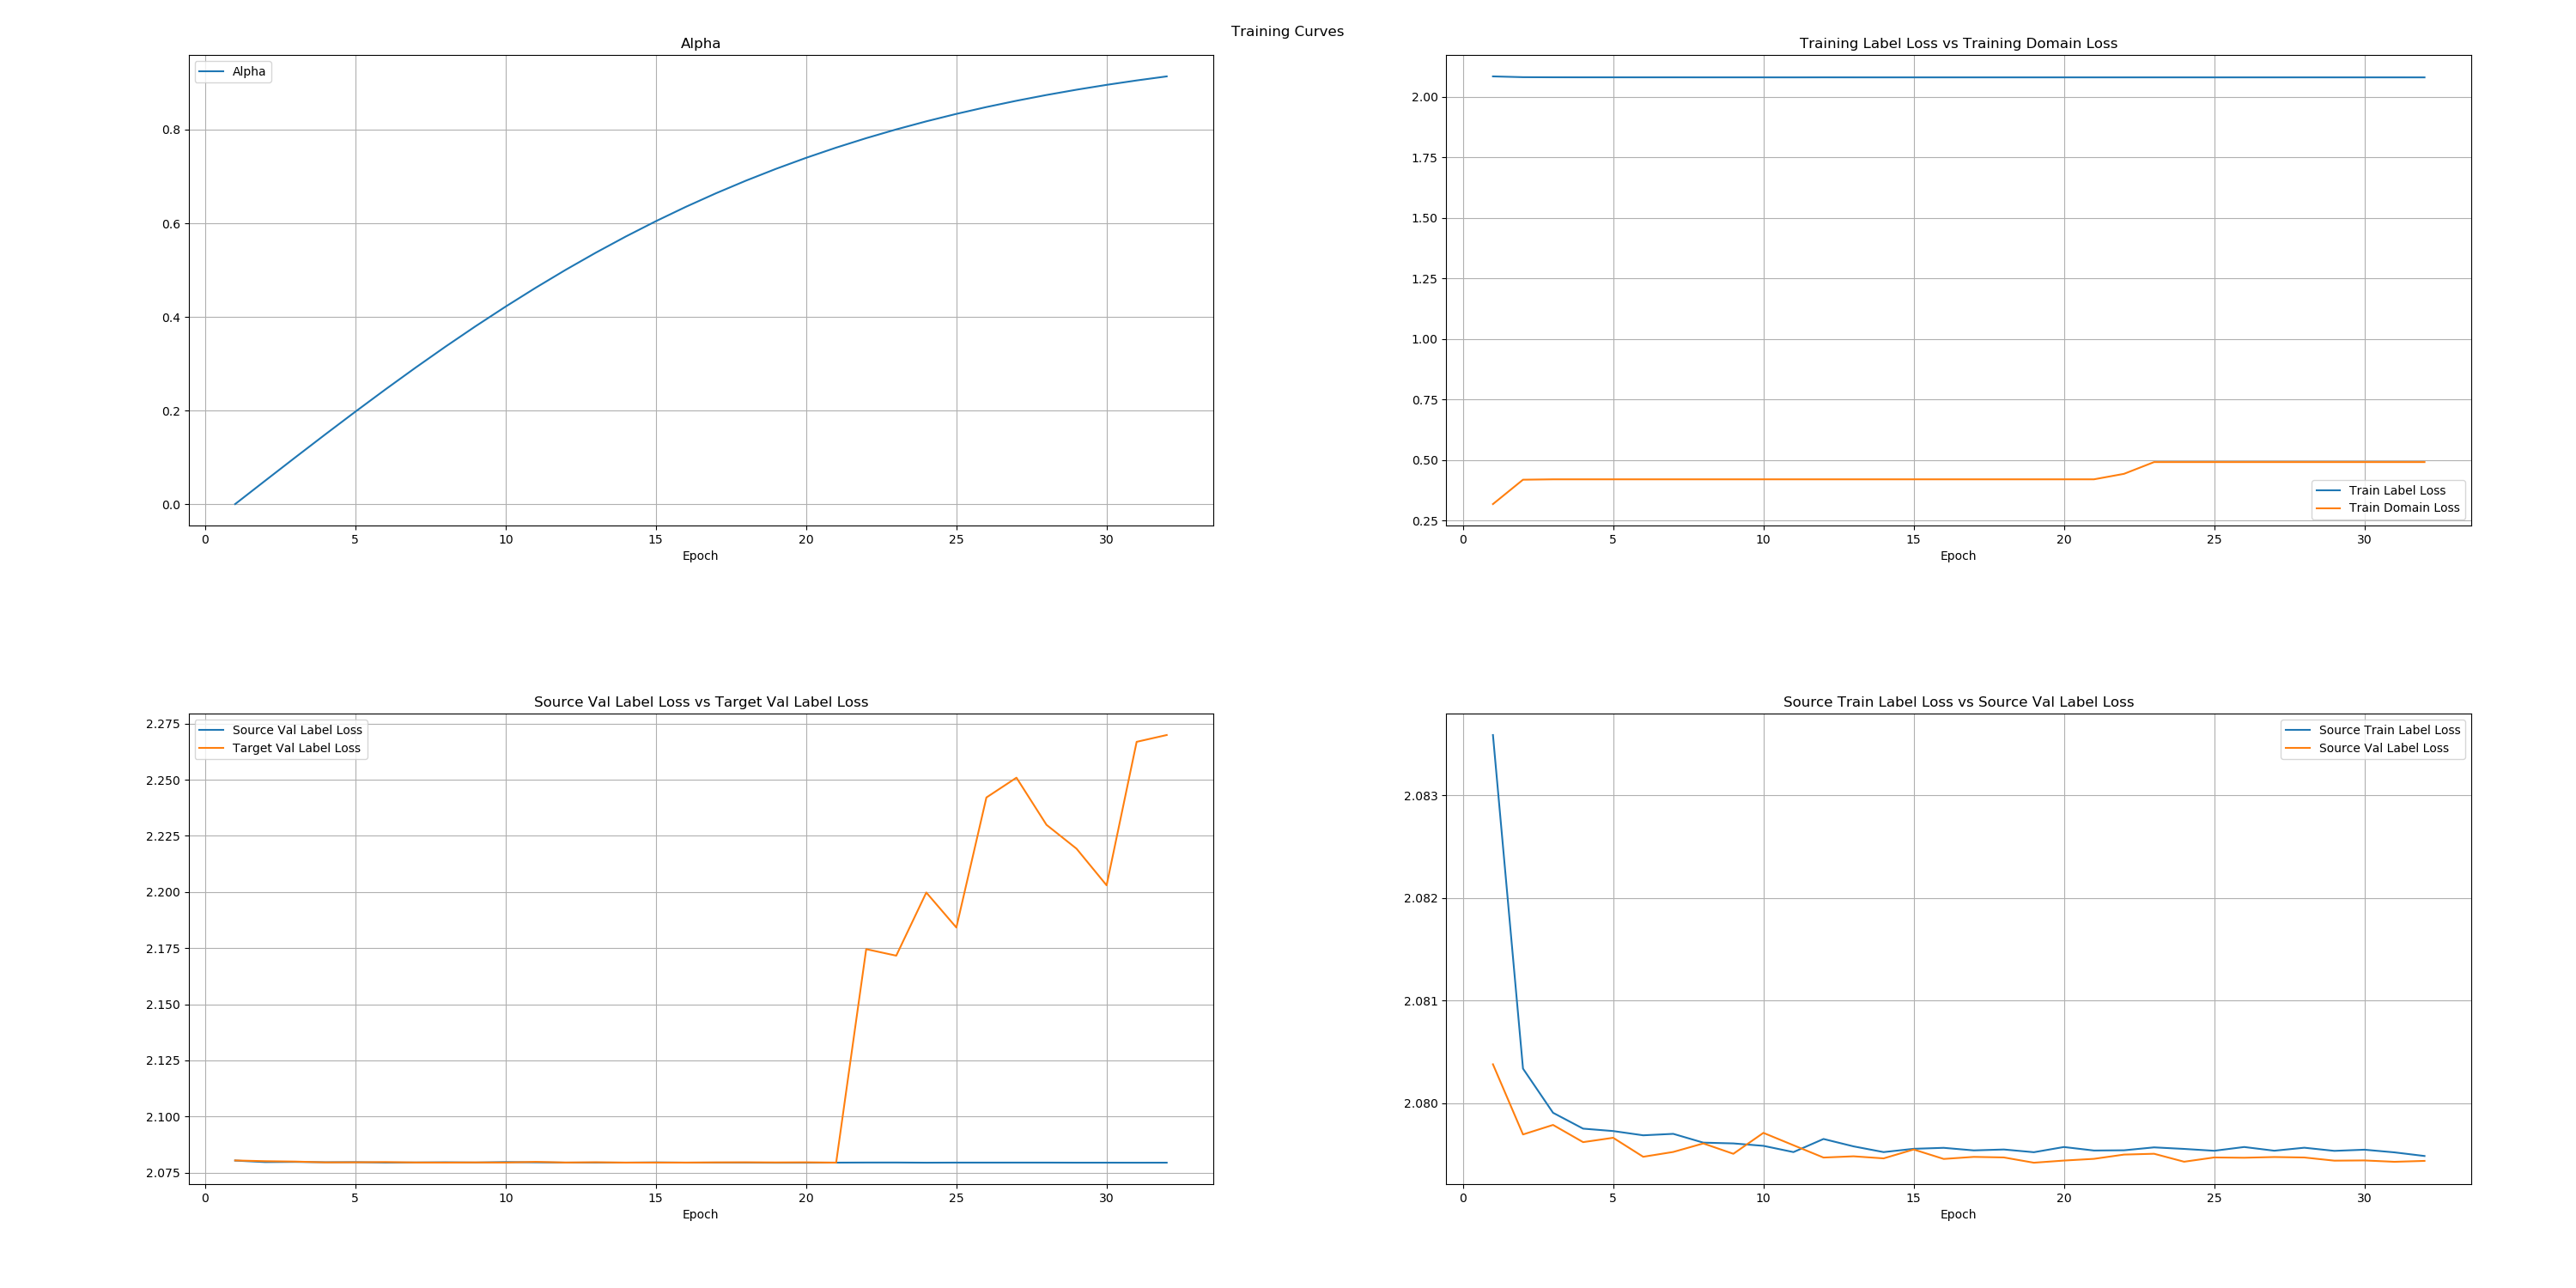 Training Curves
Alpha
Alpha
0.8
0.6
0.4
0.2
0.0
0 5 10 15 20 25 30
Epoch
Training Label Loss vs Training Domain Loss
2.00
1.75
1.50
1.25
1.00
0.75
0.50
0.25
Train Label Loss
Train Domain Loss
0 5 10 15 20 25 30
Epoch
Source Val Label Loss vs Target Val Label Loss
Source Val Label Loss
Target Val Label Loss
2.275
2.250
2.225
2.200
2.175
2.150
2.125
2.100
2.075
0 5 10 15 20 25 30
Epoch
Source Train Label Loss vs Source Val Label Loss
Source Train Label Loss
Source Val Label Loss
2.083
2.082
2.081
2.080
0 5 10 15 20 25 30
Epoch